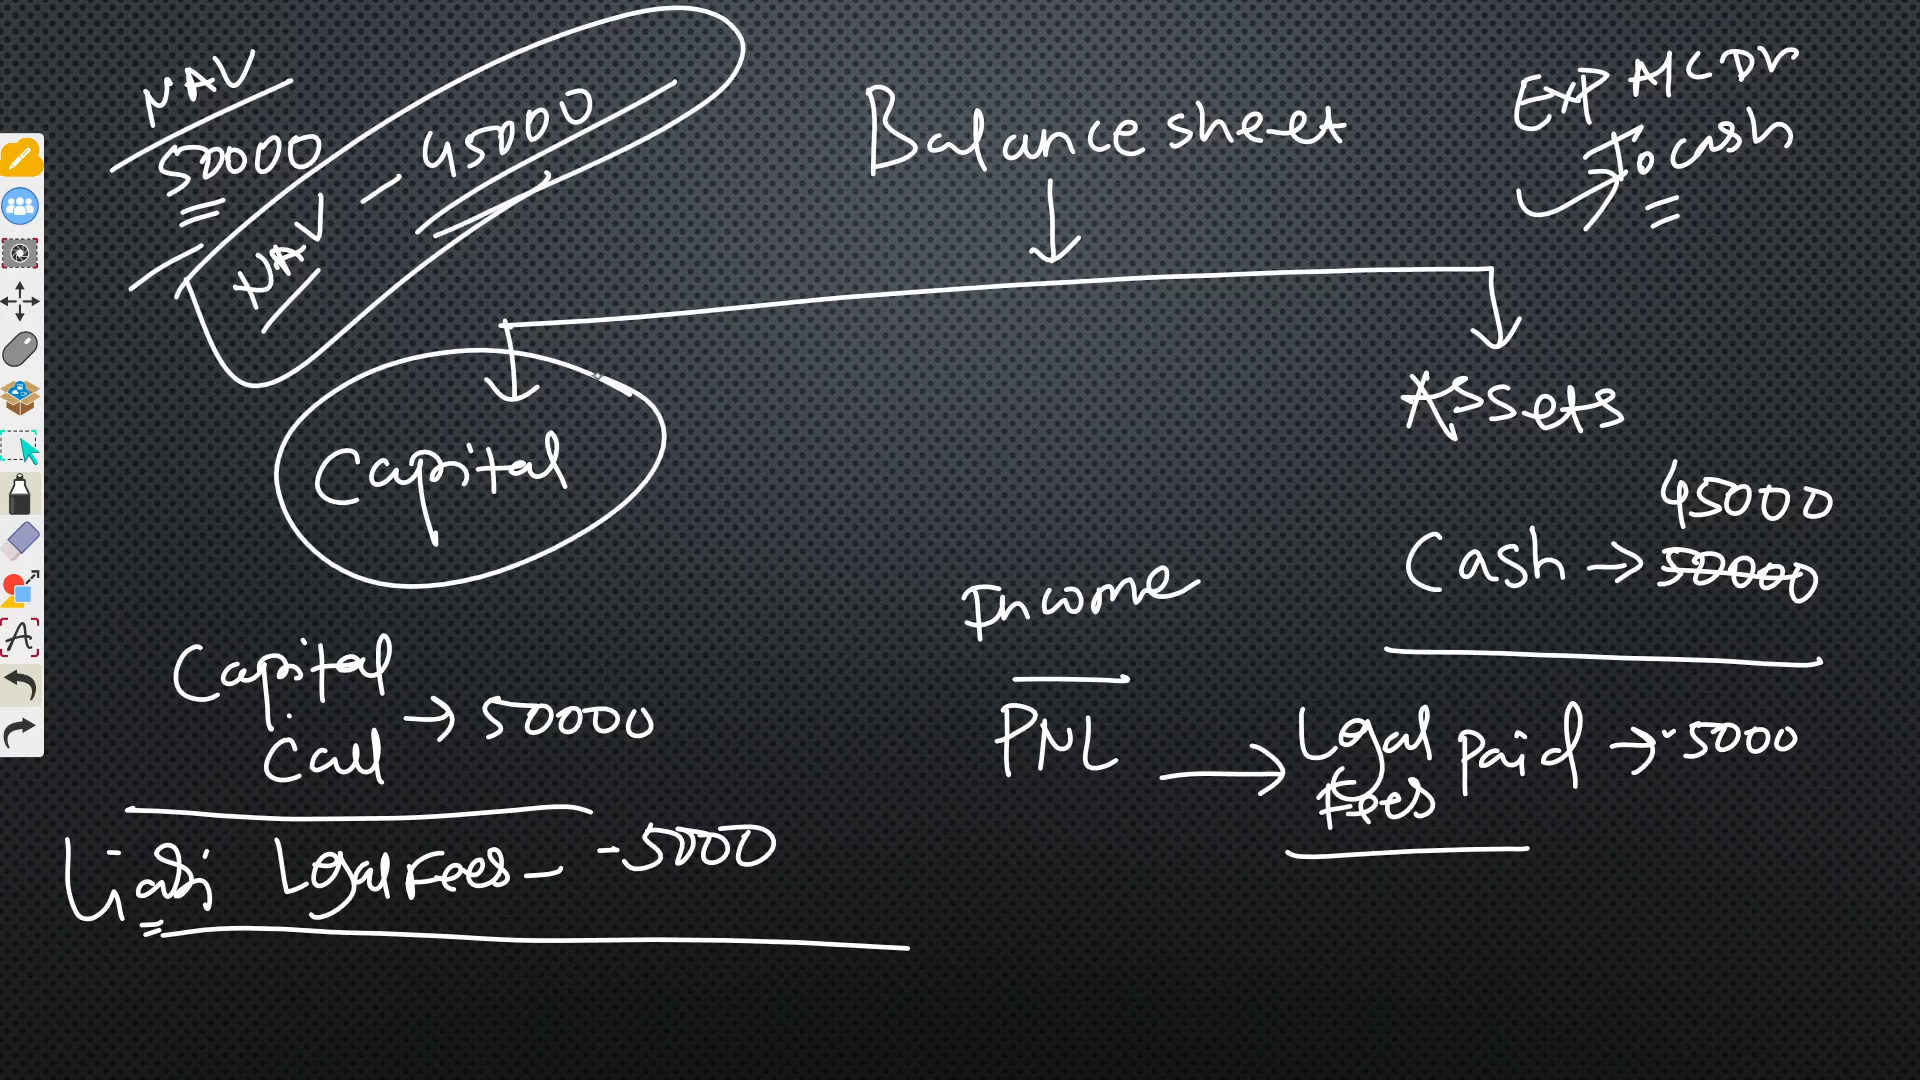 NAV
50000
NAV - 45000
Balance sheet
Exp A/C Dr
To cash
Capital
Assets
45000
Cash → 50000
Income
Capital
Call → 50000
PNL → Legal Fees Paid → -5000
Liabi Legal Fees - -5000